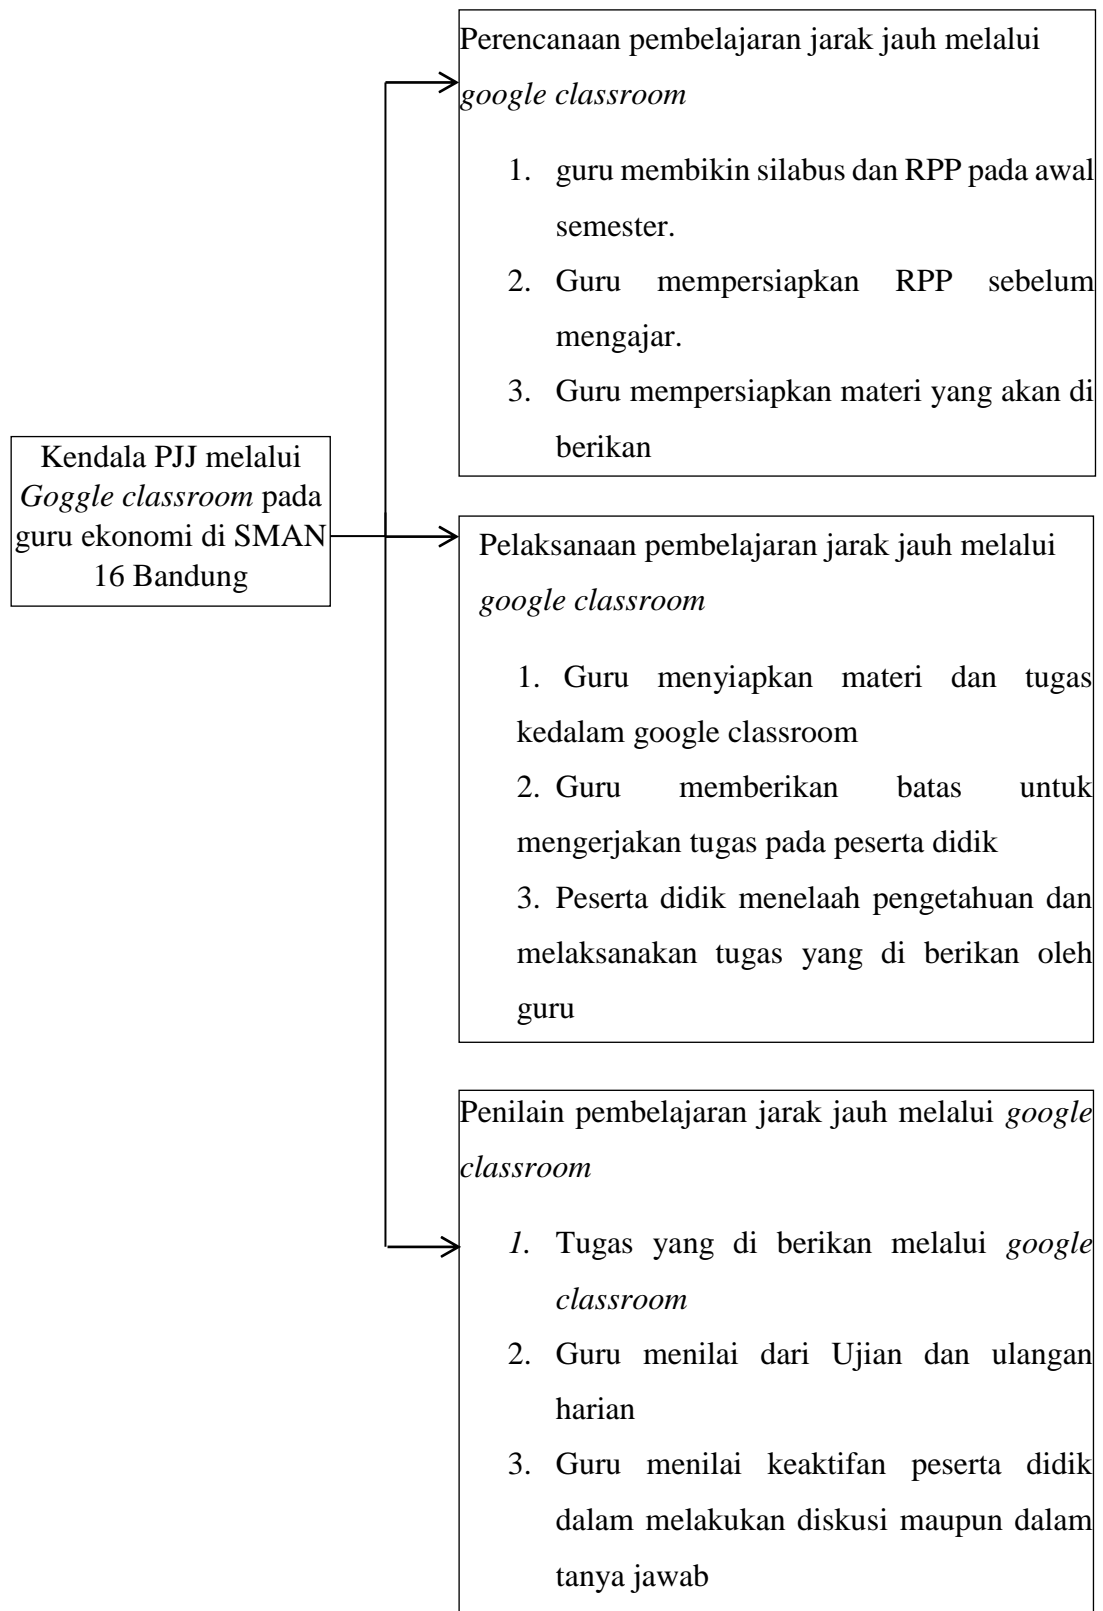 Perencanaan pembelajaran jarak jauh melalui
google classroom
1. guru membikin silabus dan RPP pada awal
semester.
2. Guru mempersiapkan RPP sebelum
mengajar.
3. Guru mempersiapkan materi yang akan di
berikan
Kendala PJJ melalui
Goggle classroom pada
guru ekonomi di SMAN
16 Bandung
Pelaksanaan pembelajaran jarak jauh melalui
google classroom
1. Guru menyiapkan materi dan tugas
kedalam google classroom
2. Guru memberikan batas untuk
mengerjakan tugas pada peserta didik
3. Peserta didik menelaah pengetahuan dan
melaksanakan tugas yang di berikan oleh
guru
Penilain pembelajaran jarak jauh melalui google
classroom
1. Tugas yang di berikan melalui google
classroom
2. Guru menilai dari Ujian dan ulangan
harian
3. Guru menilai keaktifan peserta didik
dalam melakukan diskusi maupun dalam
tanya jawab